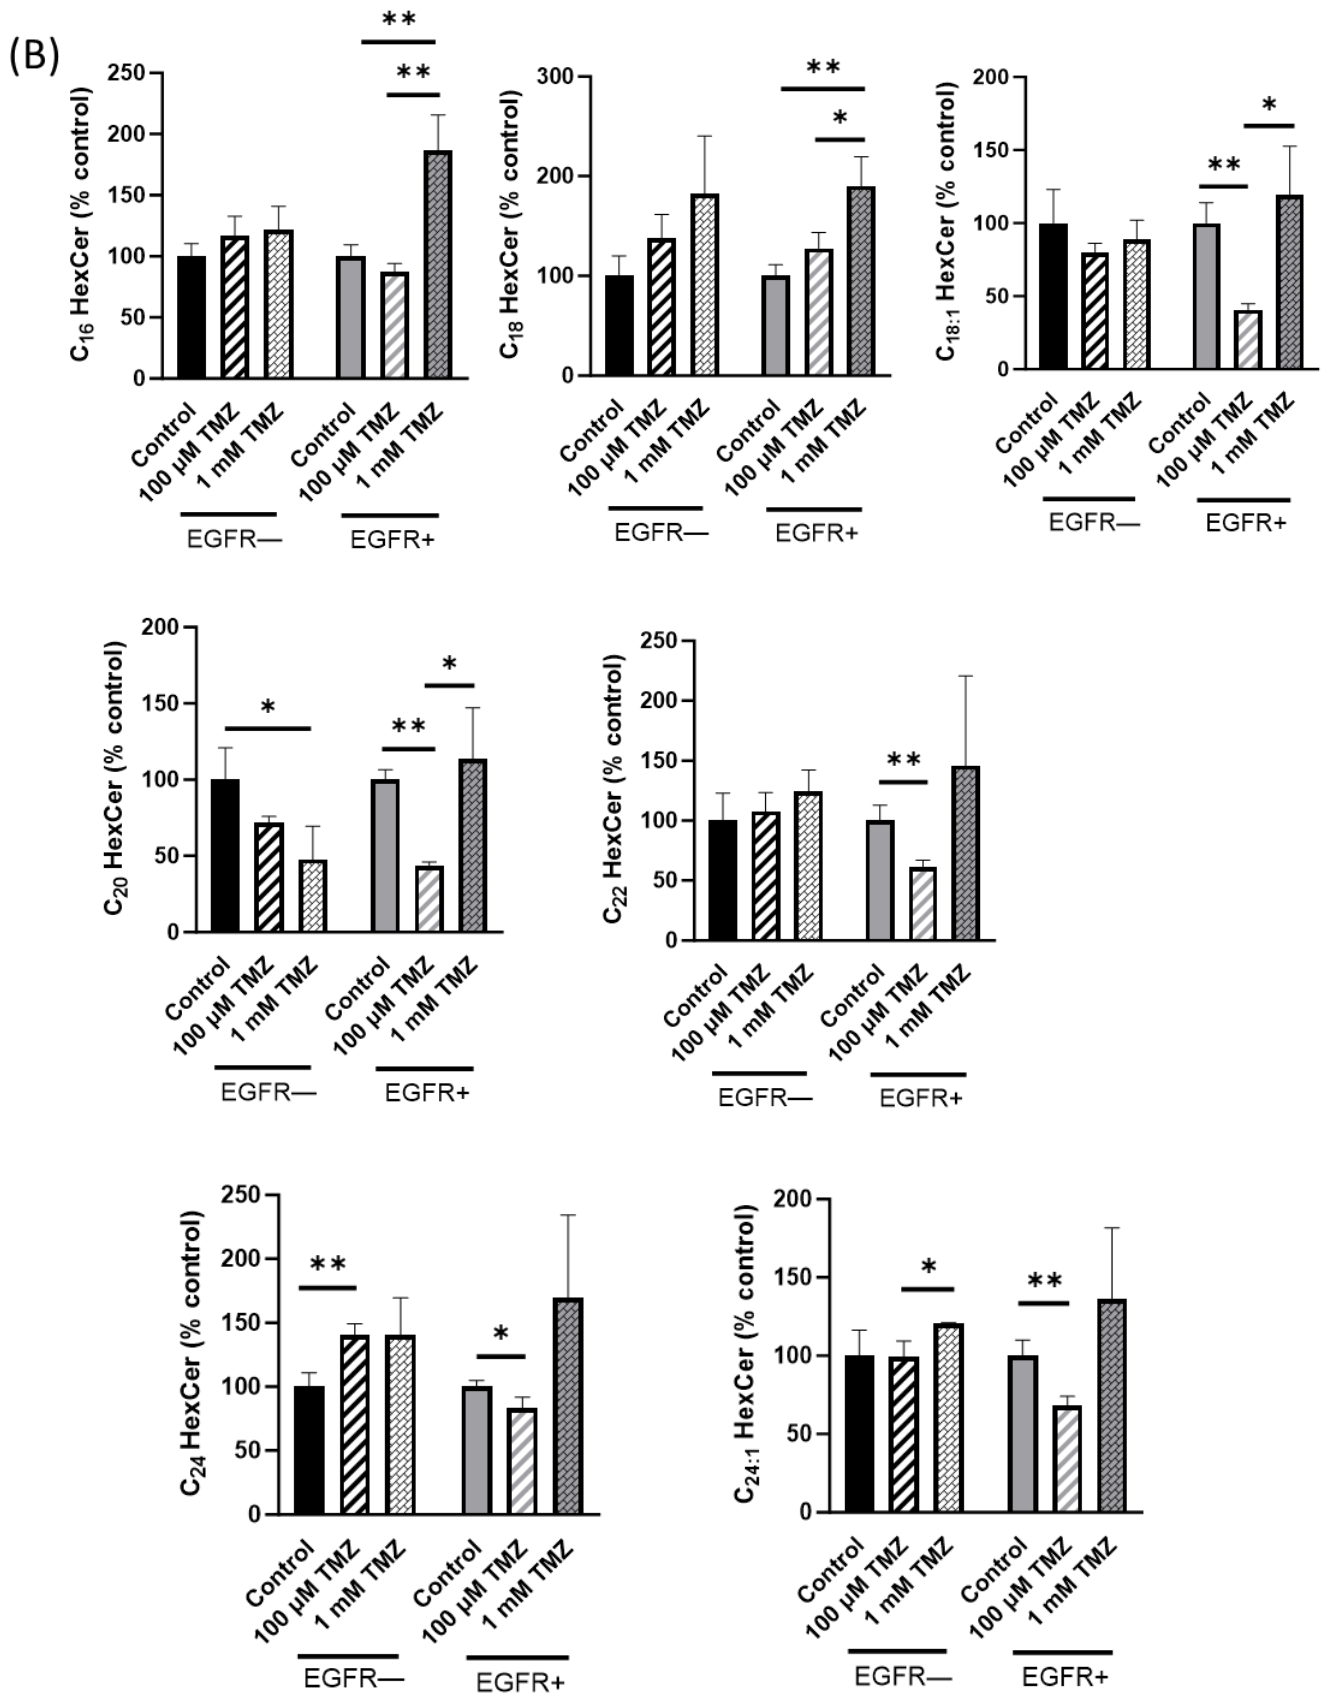 (B)
C16 HexCer (% control)
250
200
150
100
50
0
**
**
Control
100 µM TMZ
1 mM TMZ
Control
100 µM TMZ
1 mM TMZ
EGFR—
EGFR+
C18 HexCer (% control)
300
200
100
0
**
*
Control
100 µM TMZ
1 mM TMZ
Control
100 µM TMZ
1 mM TMZ
EGFR—
EGFR+
C18:1 HexCer (% control)
200
150
100
50
0
*
**
Control
100 µM TMZ
1 mM TMZ
Control
100 µM TMZ
1 mM TMZ
EGFR—
EGFR+
C20 HexCer (% control)
200
150
100
50
0
*
**
*
Control
100 µM TMZ
1 mM TMZ
Control
100 µM TMZ
1 mM TMZ
EGFR—
EGFR+
C22 HexCer (% control)
250
200
150
100
50
0
**
Control
100 µM TMZ
1 mM TMZ
Control
100 µM TMZ
1 mM TMZ
EGFR—
EGFR+
C24 HexCer (% control)
250
200
150
100
50
0
**
*
Control
100 µM TMZ
1 mM TMZ
Control
100 µM TMZ
1 mM TMZ
EGFR—
EGFR+
C24:1 HexCer (% control)
200
150
100
50
0
*
**
Control
100 µM TMZ
1 mM TMZ
Control
100 µM TMZ
1 mM TMZ
EGFR—
EGFR+